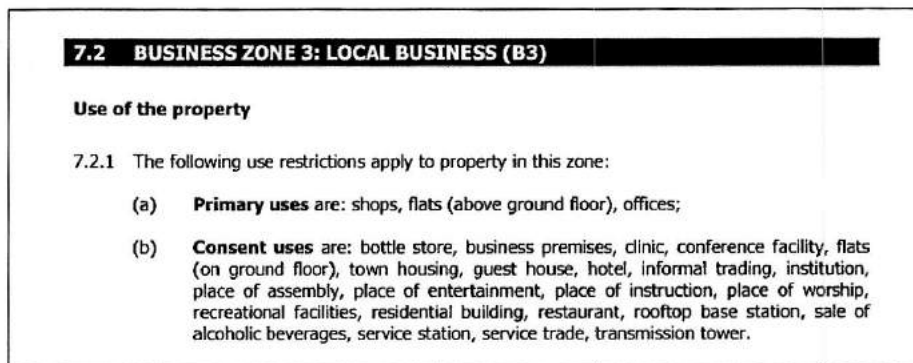 7.2 BUSINESS ZONE 3: LOCAL BUSINESS (B3)
Use of the property
7.2.1 The following use restrictions apply to property in this zone:
(a) Primary uses are: shops, flats (above ground floor), offices;
(b) Consent uses are: bottle store, business premises, clinic, conference facility, flats
(on ground floor), town housing, guest house, hotel, informal trading, institution,
place of assembly, place of entertainment, place of instruction, place of worship,
recreational facilities, residential building, restaurant, rooftop base station, sale of
alcoholic beverages, service station, service trade, transmission tower.